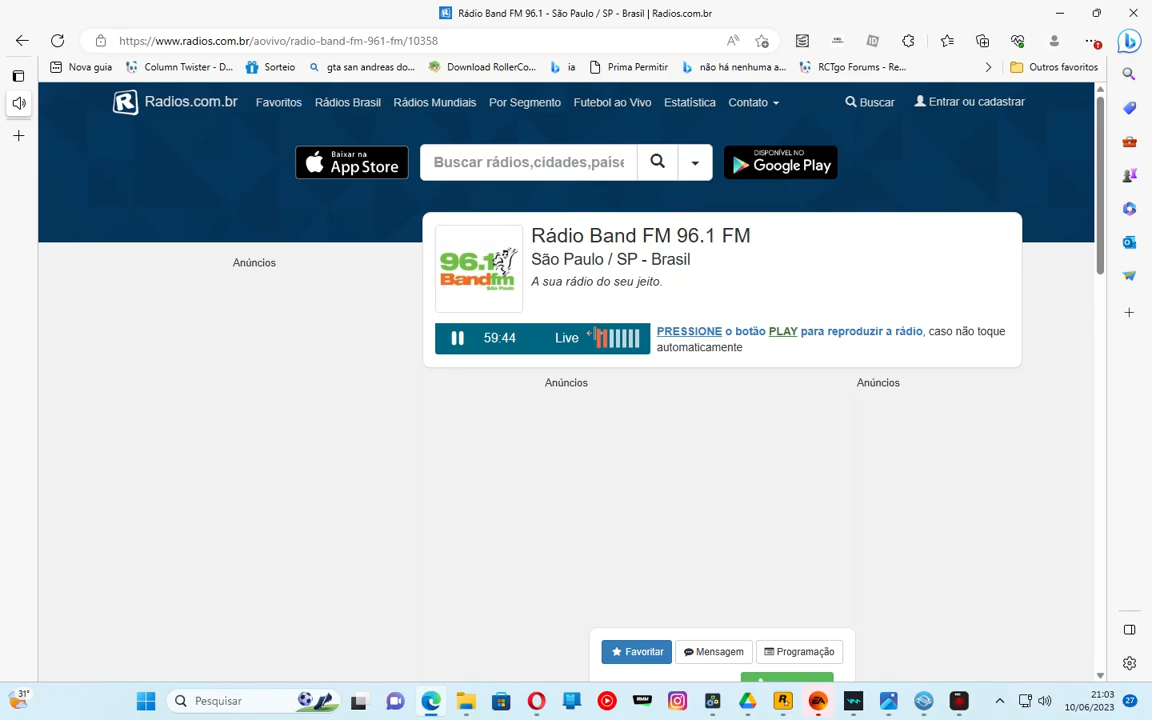 Rádio Band FM 96.1 - São Paulo / SP - Brasil | Radios.com.br
https://www.radios.com.br/aovivo/radio-band-fm-961-fm/10358
Nova guia Column Twister - D... Sorteio gta san andreas do... Download RollerCo... ia Prima Permitir não há nenhuma a... RCTgo Forums - Re... Outros favoritos
Radios.com.br Favoritos Rádios Brasil Rádios Mundiais Por Segmento Futebol ao Vivo Estatística Contato Buscar Entrar ou cadastrar
Baixar na
App Store
Buscar rádios,cidades,paíse
DISPONÍVEL NO
Google Play
96.1
Bandfm
São Paulo
Rádio Band FM 96.1 FM
São Paulo / SP - Brasil
A sua rádio do seu jeito.
59:44 Live
PRESSIONE o botão PLAY para reproduzir a rádio, caso não toque
automaticamente
Anúncios
Anúncios
Anúncios
Favoritar Mensagem Programação
31°
Pesquisar
21:03
10/06/2023
27